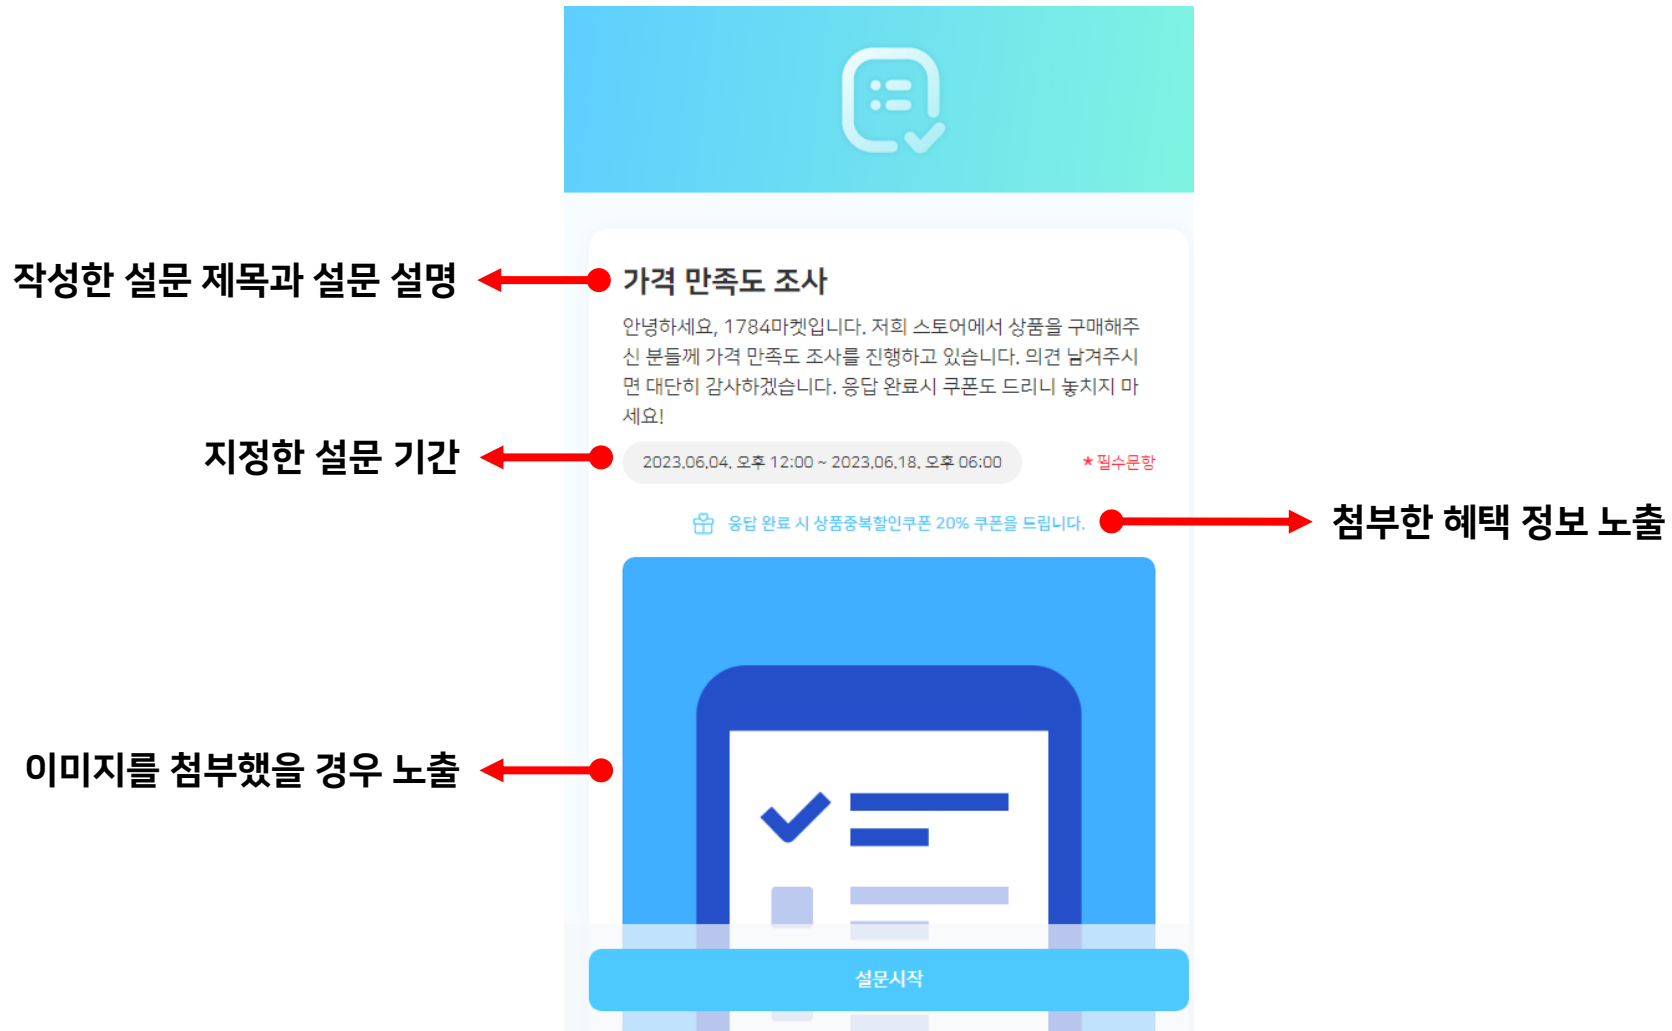 작성한 설문 제목과 설문 설명
가격 만족도 조사
안녕하세요, 1784마켓입니다. 저희 스토어에서 상품을 구매해주
신 분들께 가격 만족도 조사를 진행하고 있습니다. 의견 남겨주시
면 대단히 감사하겠습니다. 응답 완료시 쿠폰도 드리니 놓치지 마
세요!
지정한 설문 기간
2023.06.04. 오후 12:00 ~ 2023.06.18. 오후 06:00
*필수문항
응답 완료 시 상품중복할인쿠폰 20% 쿠폰을 드립니다.
첨부한 혜택 정보 노출
이미지를 첨부했을 경우 노출
설문시작